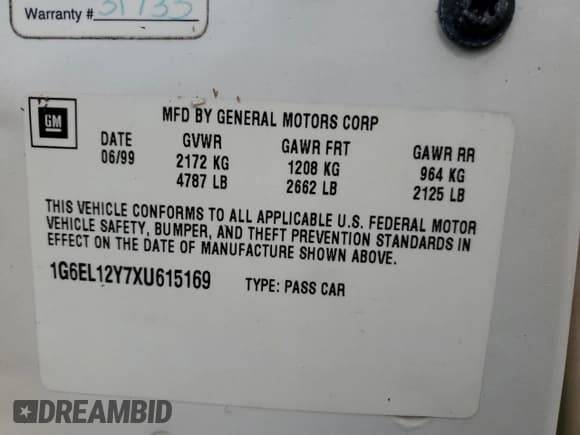 Warranty # 31733
GM
MFD BY GENERAL MOTORS CORP
DATE GVWR GAWR FRT GAWR RR
06/99 2172 KG 1208 KG 964 KG
4787 LB 2662 LB 2125 LB
THIS VEHICLE CONFORMS TO ALL APPLICABLE U.S. FEDERAL MOTOR
VEHICLE SAFETY, BUMPER, AND THEFT PREVENTION STANDARDS IN
EFFECT ON THE DATE OF MANUFACTURE SHOWN ABOVE.
1G6EL12Y7XU615169 TYPE: PASS CAR
DREAMBID